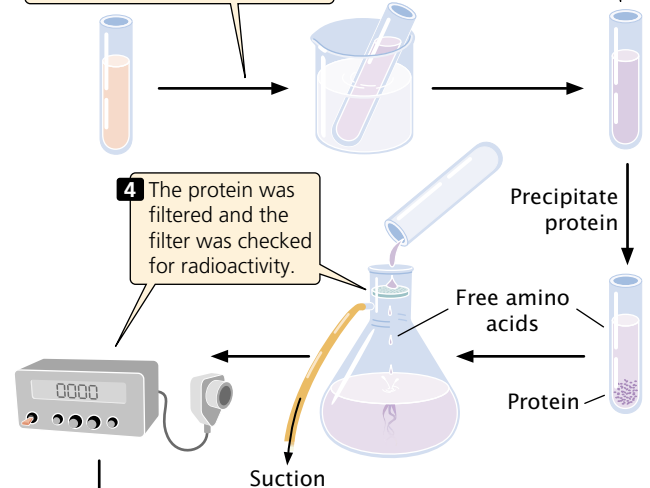 4 The protein was
filtered and the
filter was checked
for radioactivity.
Precipitate
protein
Free amino
acids
Protein
0000
Suction